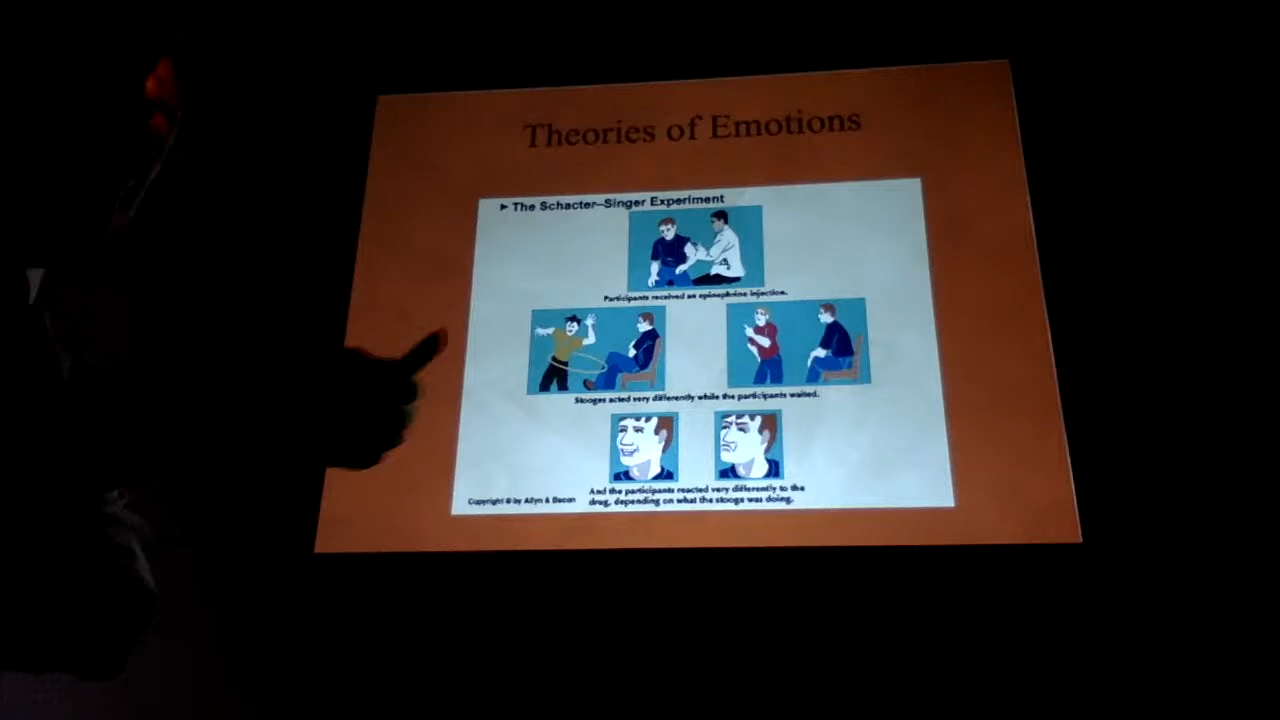 Theories of Emotions
► The Schacter–Singer Experiment
Participants received an epinephrine injection.
Stooges acted very differently while the participants waited.
And the participants reacted very differently to the
drug, depending on what the stooge was doing.
Copyright © by Allyn & Bacon